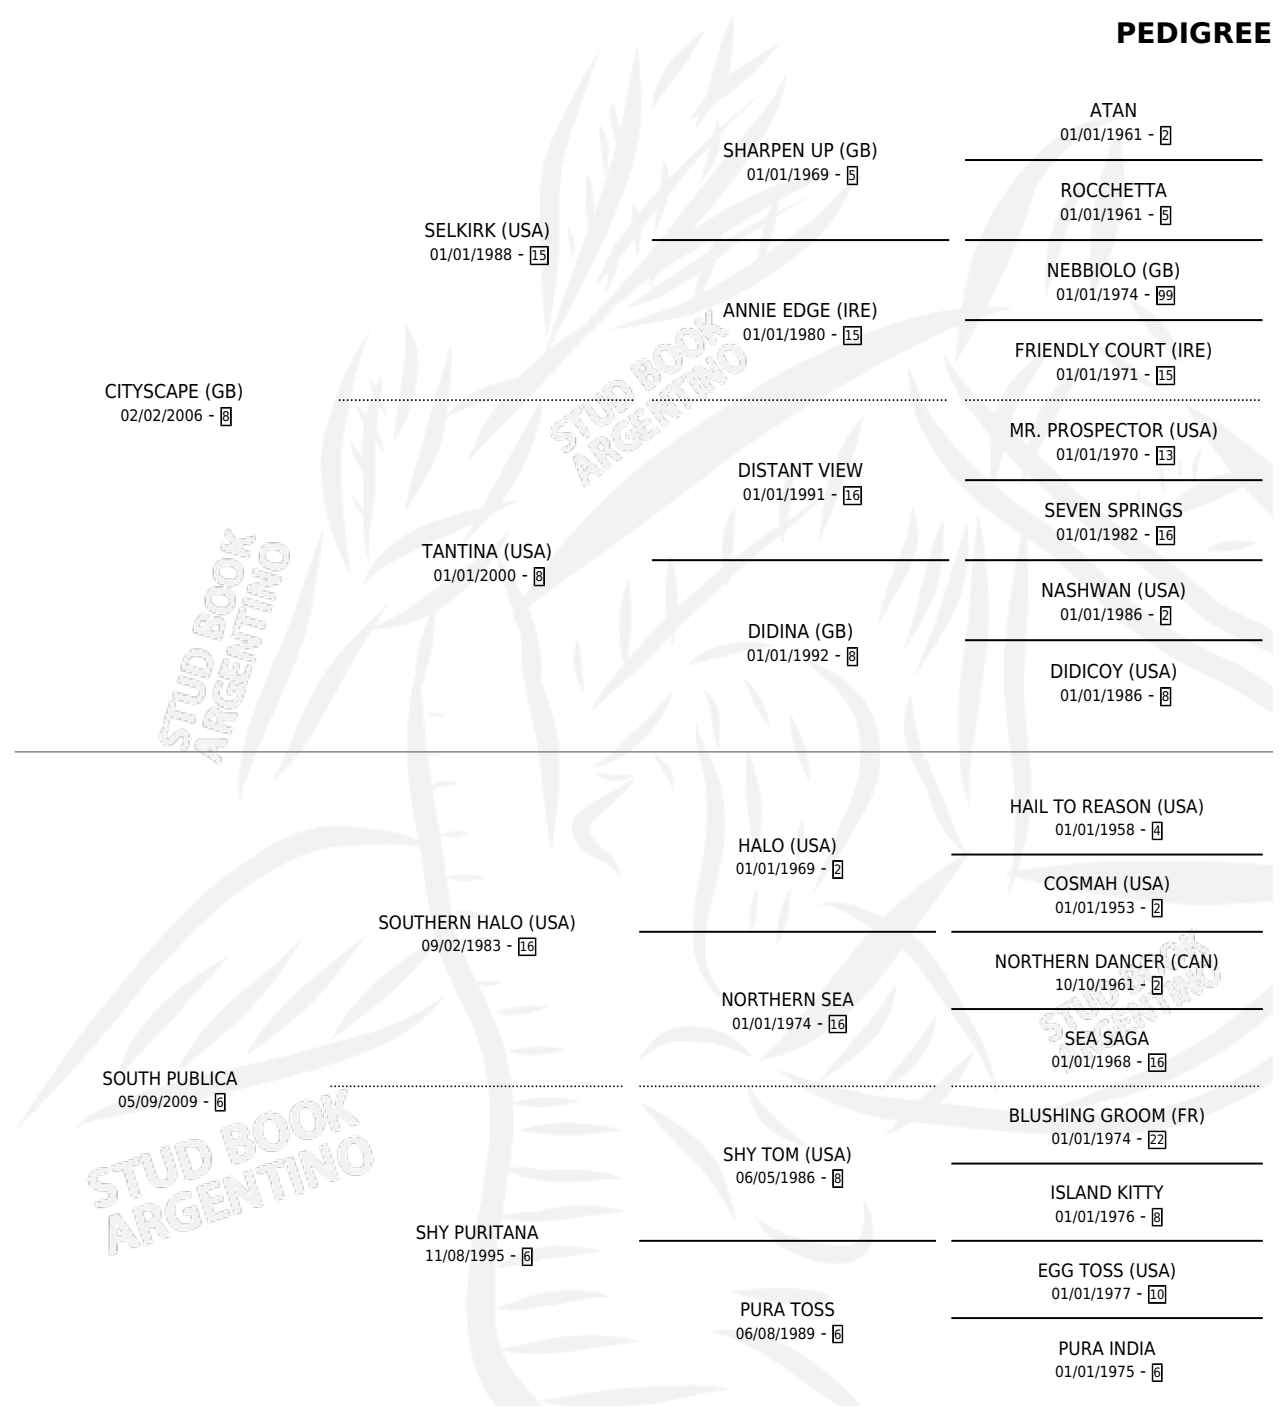 PEDIGREE
ATAN
01/01/1961 - 2
SHARPEN UP (GB)
01/01/1969 - 5
ROCCHETTA
01/01/1961 - 5
SELKIRK (USA)
01/01/1988 - 15
NEBBIOLO (GB)
01/01/1974 - 99
ANNIE EDGE (IRE)
01/01/1980 - 15
FRIENDLY COURT (IRE)
01/01/1971 - 15
CITYSCAPE (GB)
02/02/2006 - 8
MR. PROSPECTOR (USA)
01/01/1970 - 13
DISTANT VIEW
01/01/1991 - 16
SEVEN SPRINGS
01/01/1982 - 16
TANTINA (USA)
01/01/2000 - 8
NASHWAN (USA)
01/01/1986 - 2
DIDINA (GB)
01/01/1992 - 8
DIDICOY (USA)
01/01/1986 - 8
HAIL TO REASON (USA)
01/01/1958 - 4
HALO (USA)
01/01/1969 - 2
COSMAH (USA)
01/01/1953 - 2
SOUTHERN HALO (USA)
09/02/1983 - 16
NORTHERN DANCER (CAN)
10/10/1961 - 2
NORTHERN SEA
01/01/1974 - 16
SEA SAGA
01/01/1968 - 16
SOUTH PUBLICA
05/09/2009 - 6
BLUSHING GROOM (FR)
01/01/1974 - 22
SHY TOM (USA)
06/05/1986 - 8
ISLAND KITTY
01/01/1976 - 8
SHY PURITANA
11/08/1995 - 6
EGG TOSS (USA)
01/01/1977 - 10
PURA TOSS
06/08/1989 - 6
PURA INDIA
01/01/1975 - 6
STUD BOOK
ARGENTINO
STUD BOOK
ARGENTINO
STUD BOOK
ARGENTINO
STUD BOOK
ARGENTINO